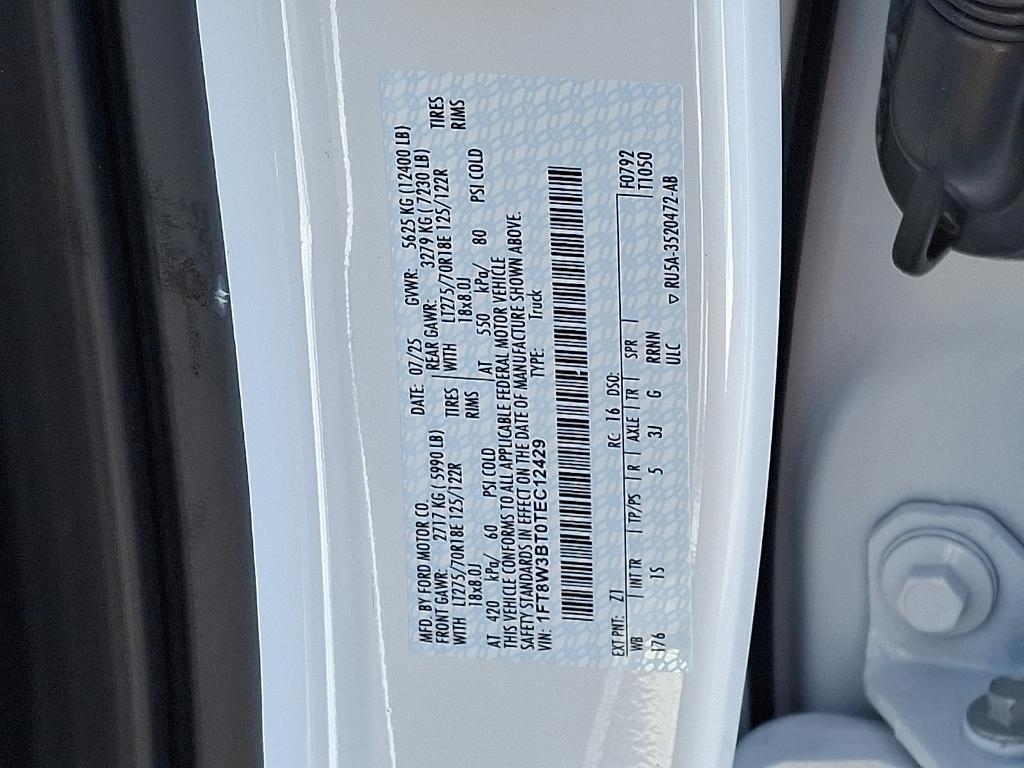 MFD. BY FORD MOTOR CO. DATE: 07/25 GVWR: 5625 KG (12400 LB)
FRONT GAWR: 2717 KG ( 5990 LB) REAR GAWR: 3279 KG ( 7230 LB)
WITH LT275/70R18E 125/122R TIRES WITH LT275/70R18E 125/122R TIRES
18x8.0J RIMS 18x8.0J RIMS
AT 420 kPa/ 60 PSI COLD AT 550 kPa/ 80 PSI COLD
THIS VEHICLE CONFORMS TO ALL APPLICABLE FEDERAL MOTOR VEHICLE
SAFETY STANDARDS IN EFFECT ON THE DATE OF MANUFACTURE SHOWN ABOVE.
VIN: 1FT8W3BT0TEC12429 TYPE: Truck
EXT PNT: Z1 RC 16 DSO: F0792
WB INT TR TP/PS R AXLE TR SPR T1050
176 1S 5 3J G RRNN
ULC ▽ RU5A-3520472-AB